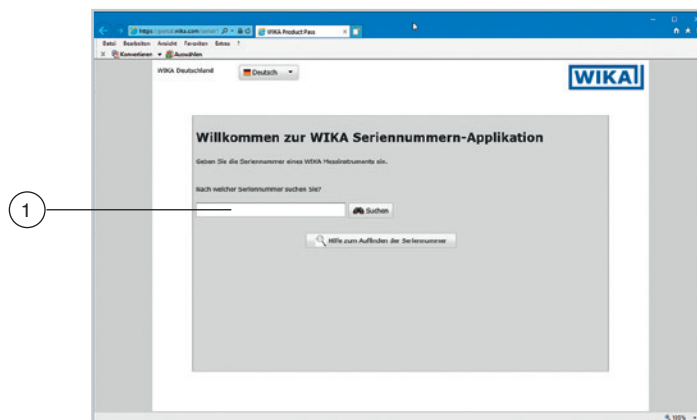 WIKA Product Pass
Datei Bearbeiten Ansicht Favoriten Extras ?
Konvertieren Auswählen
WIKA Deutschland Deutsch
WIKA
Willkommen zur WIKA Seriennummern-Applikation
Geben Sie die Seriennummer eines WIKA Messinstruments ein.
Nach welcher Seriennummer suchen Sie?
1
Suchen
Hilfe zum Auffinden der Seriennummer
100%